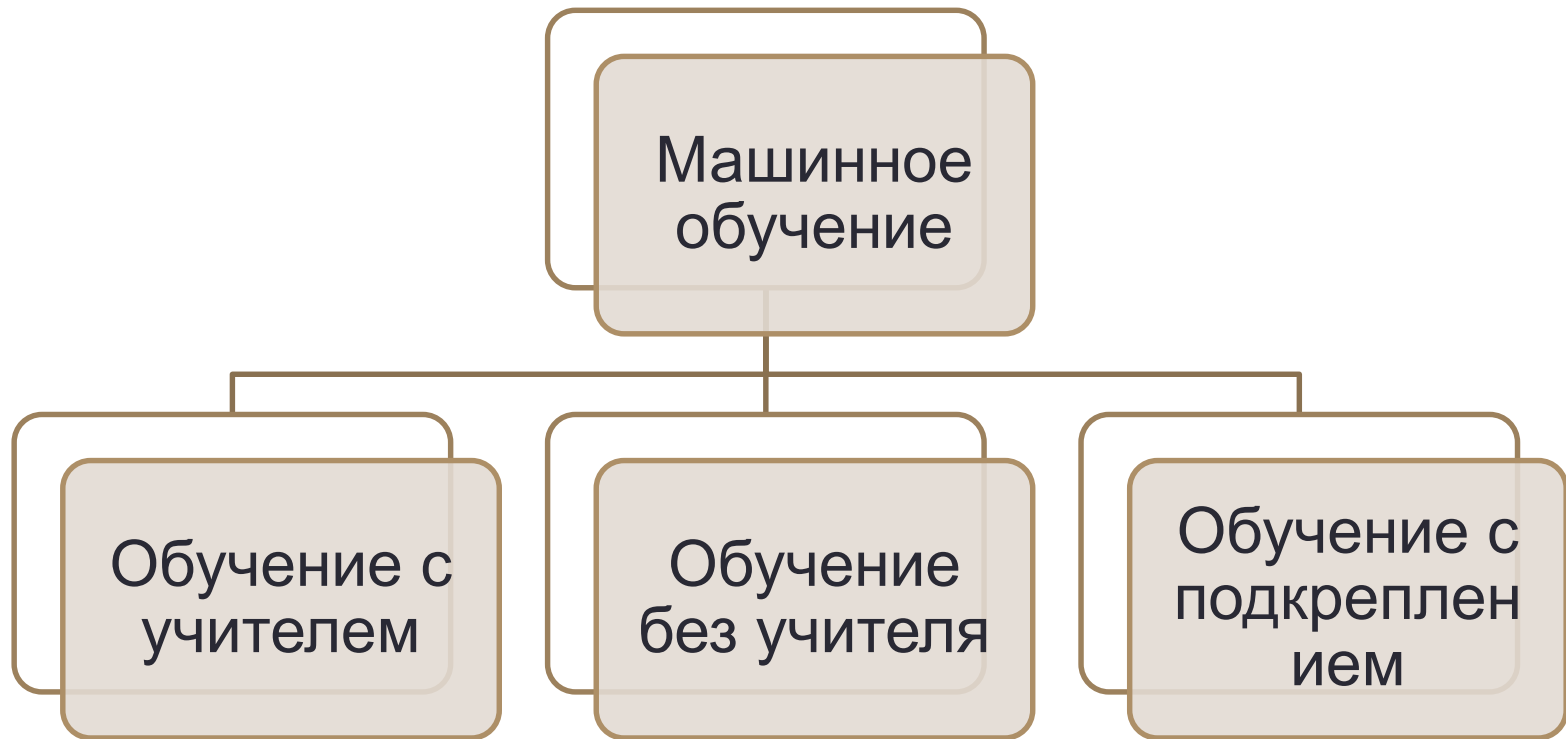 Машинное
обучение
Обучение с
учителем
Обучение
без учителя
Обучение с
подкреплен
ием